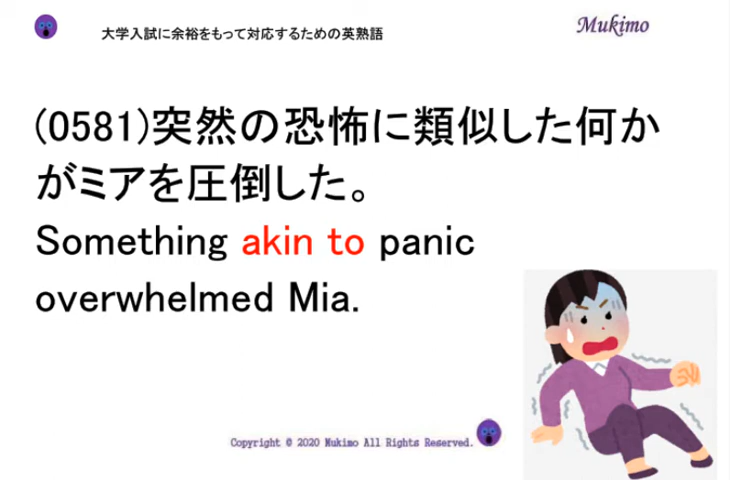 大学入試に余裕をもって対応するための英熟語
Mukimo
(0581)突然の恐怖に類似した何か
がミアを圧倒した。
Something akin to panic
overwhelmed Mia.
Copyright @ 2020 Mukimo All Rights Reserved.